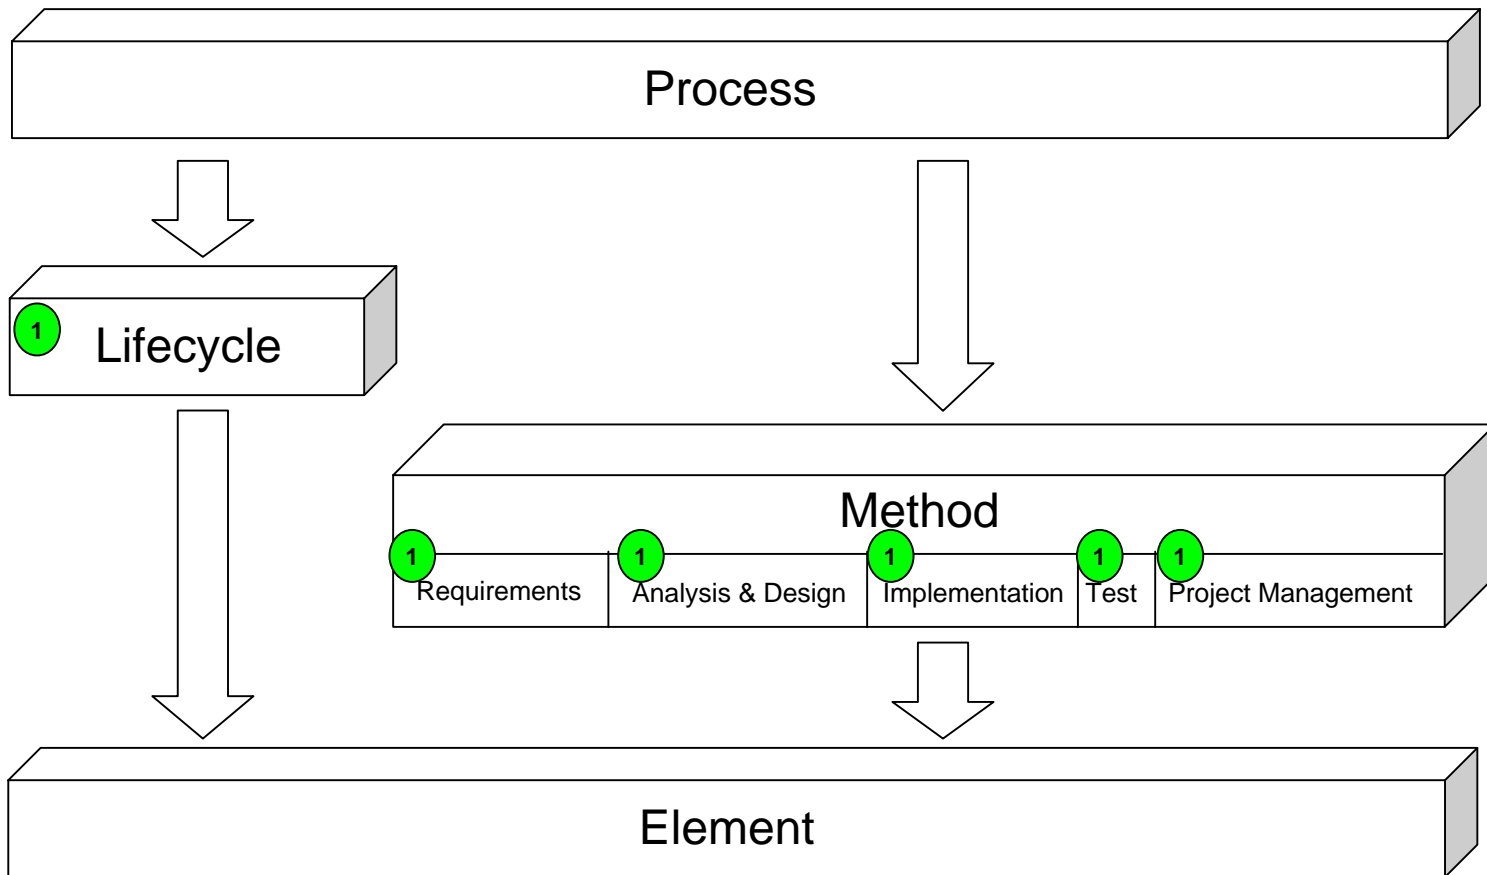 Process
1
Lifecycle
Method
1 1 1 1 1
Requirements Analysis & Design Implementation Test Project Management
Element